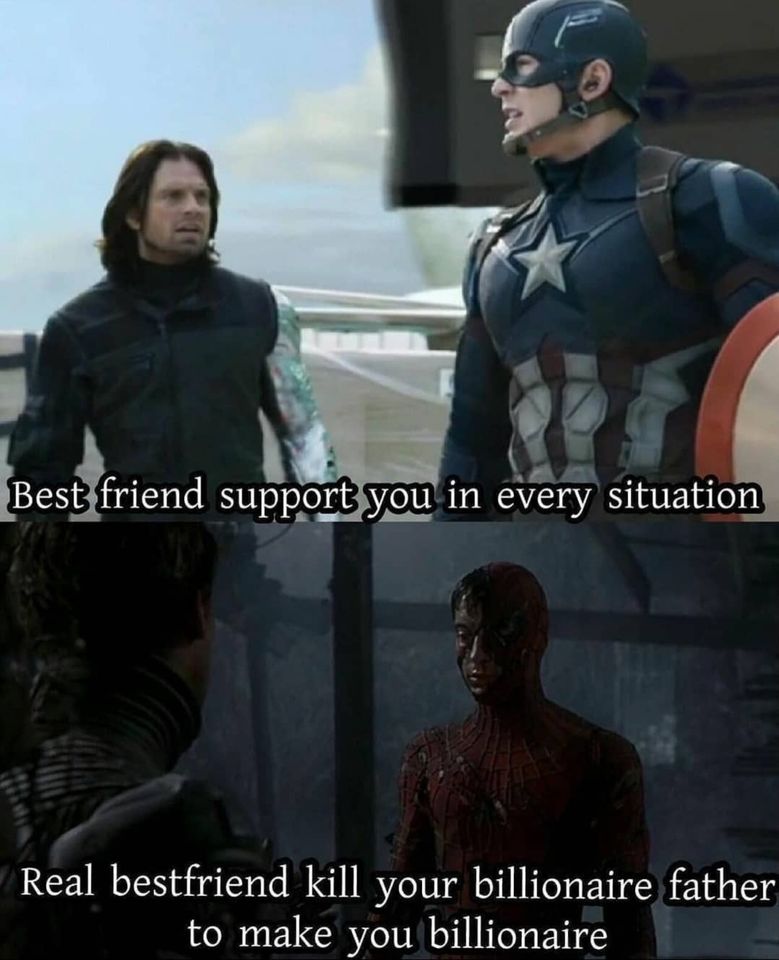 Best friend support you in every situation
Real bestfriend kill your billionaire father
to make you billionaire